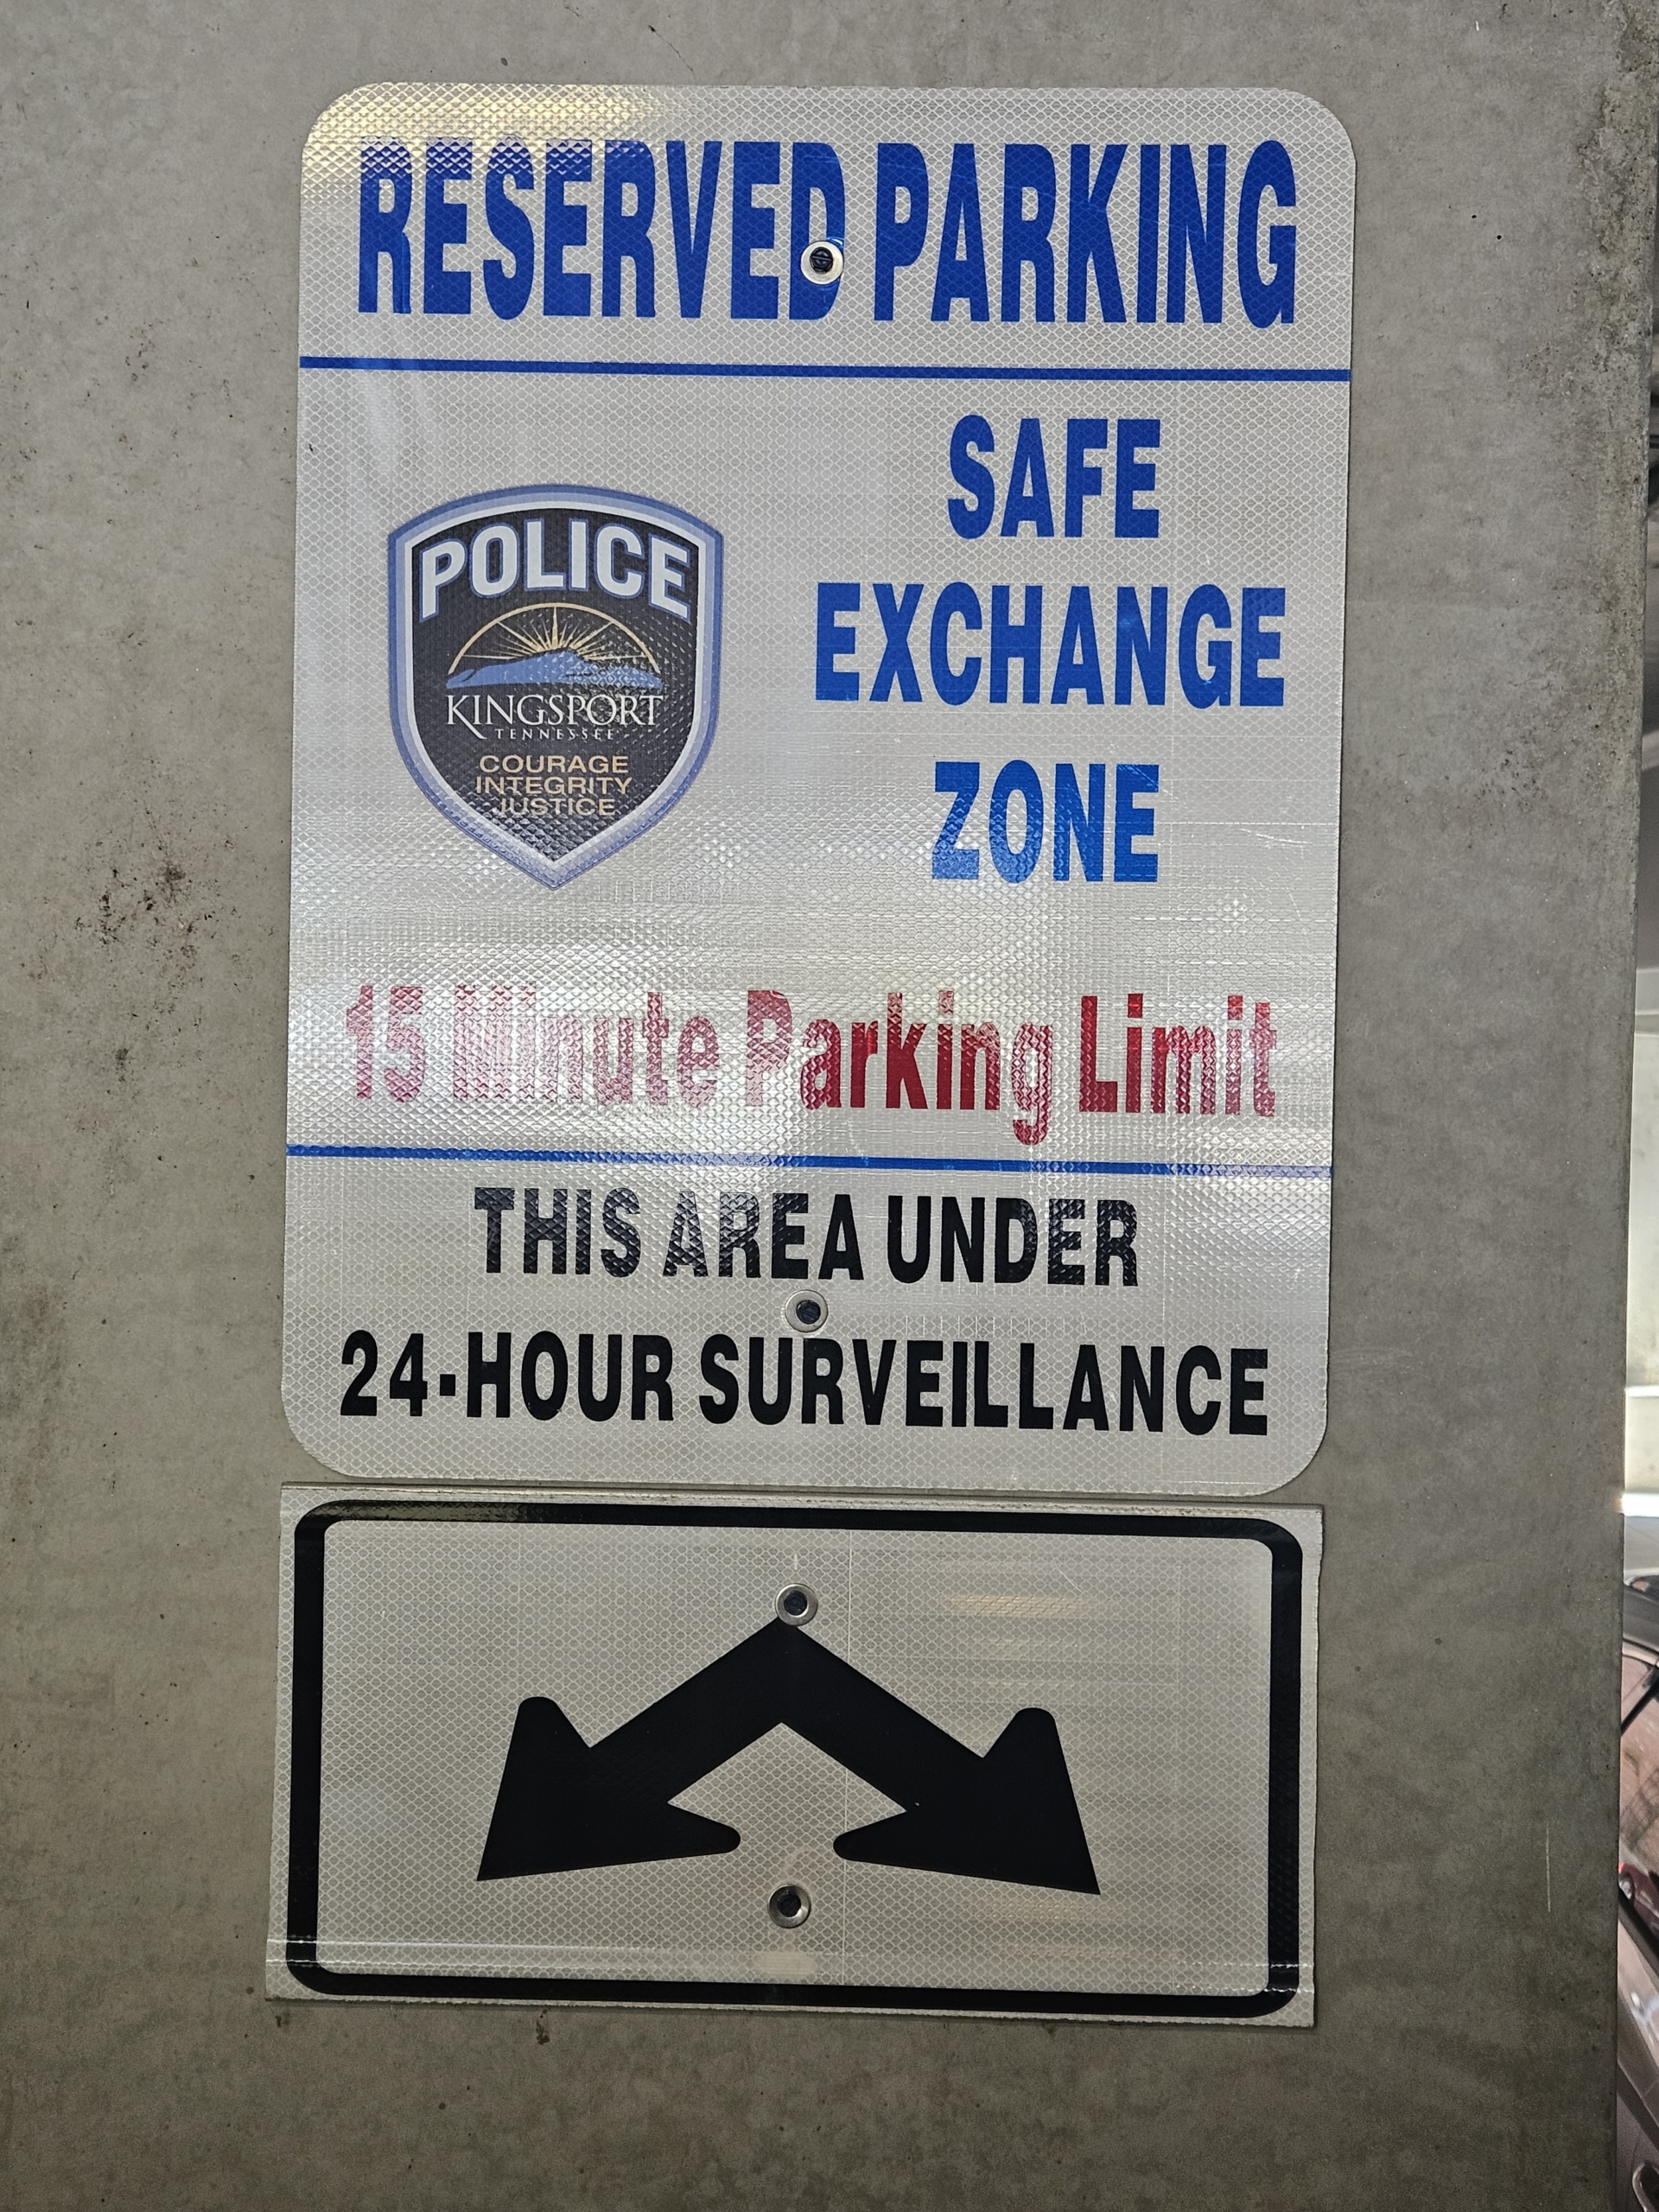 RESERVED PARKING
POLICE
KINGSPORT
TENNESSEE
COURAGE
INTEGRITY
JUSTICE
SAFE
EXCHANGE
ZONE
15 Minute Parking Limit
THIS AREA UNDER
24-HOUR SURVEILLANCE